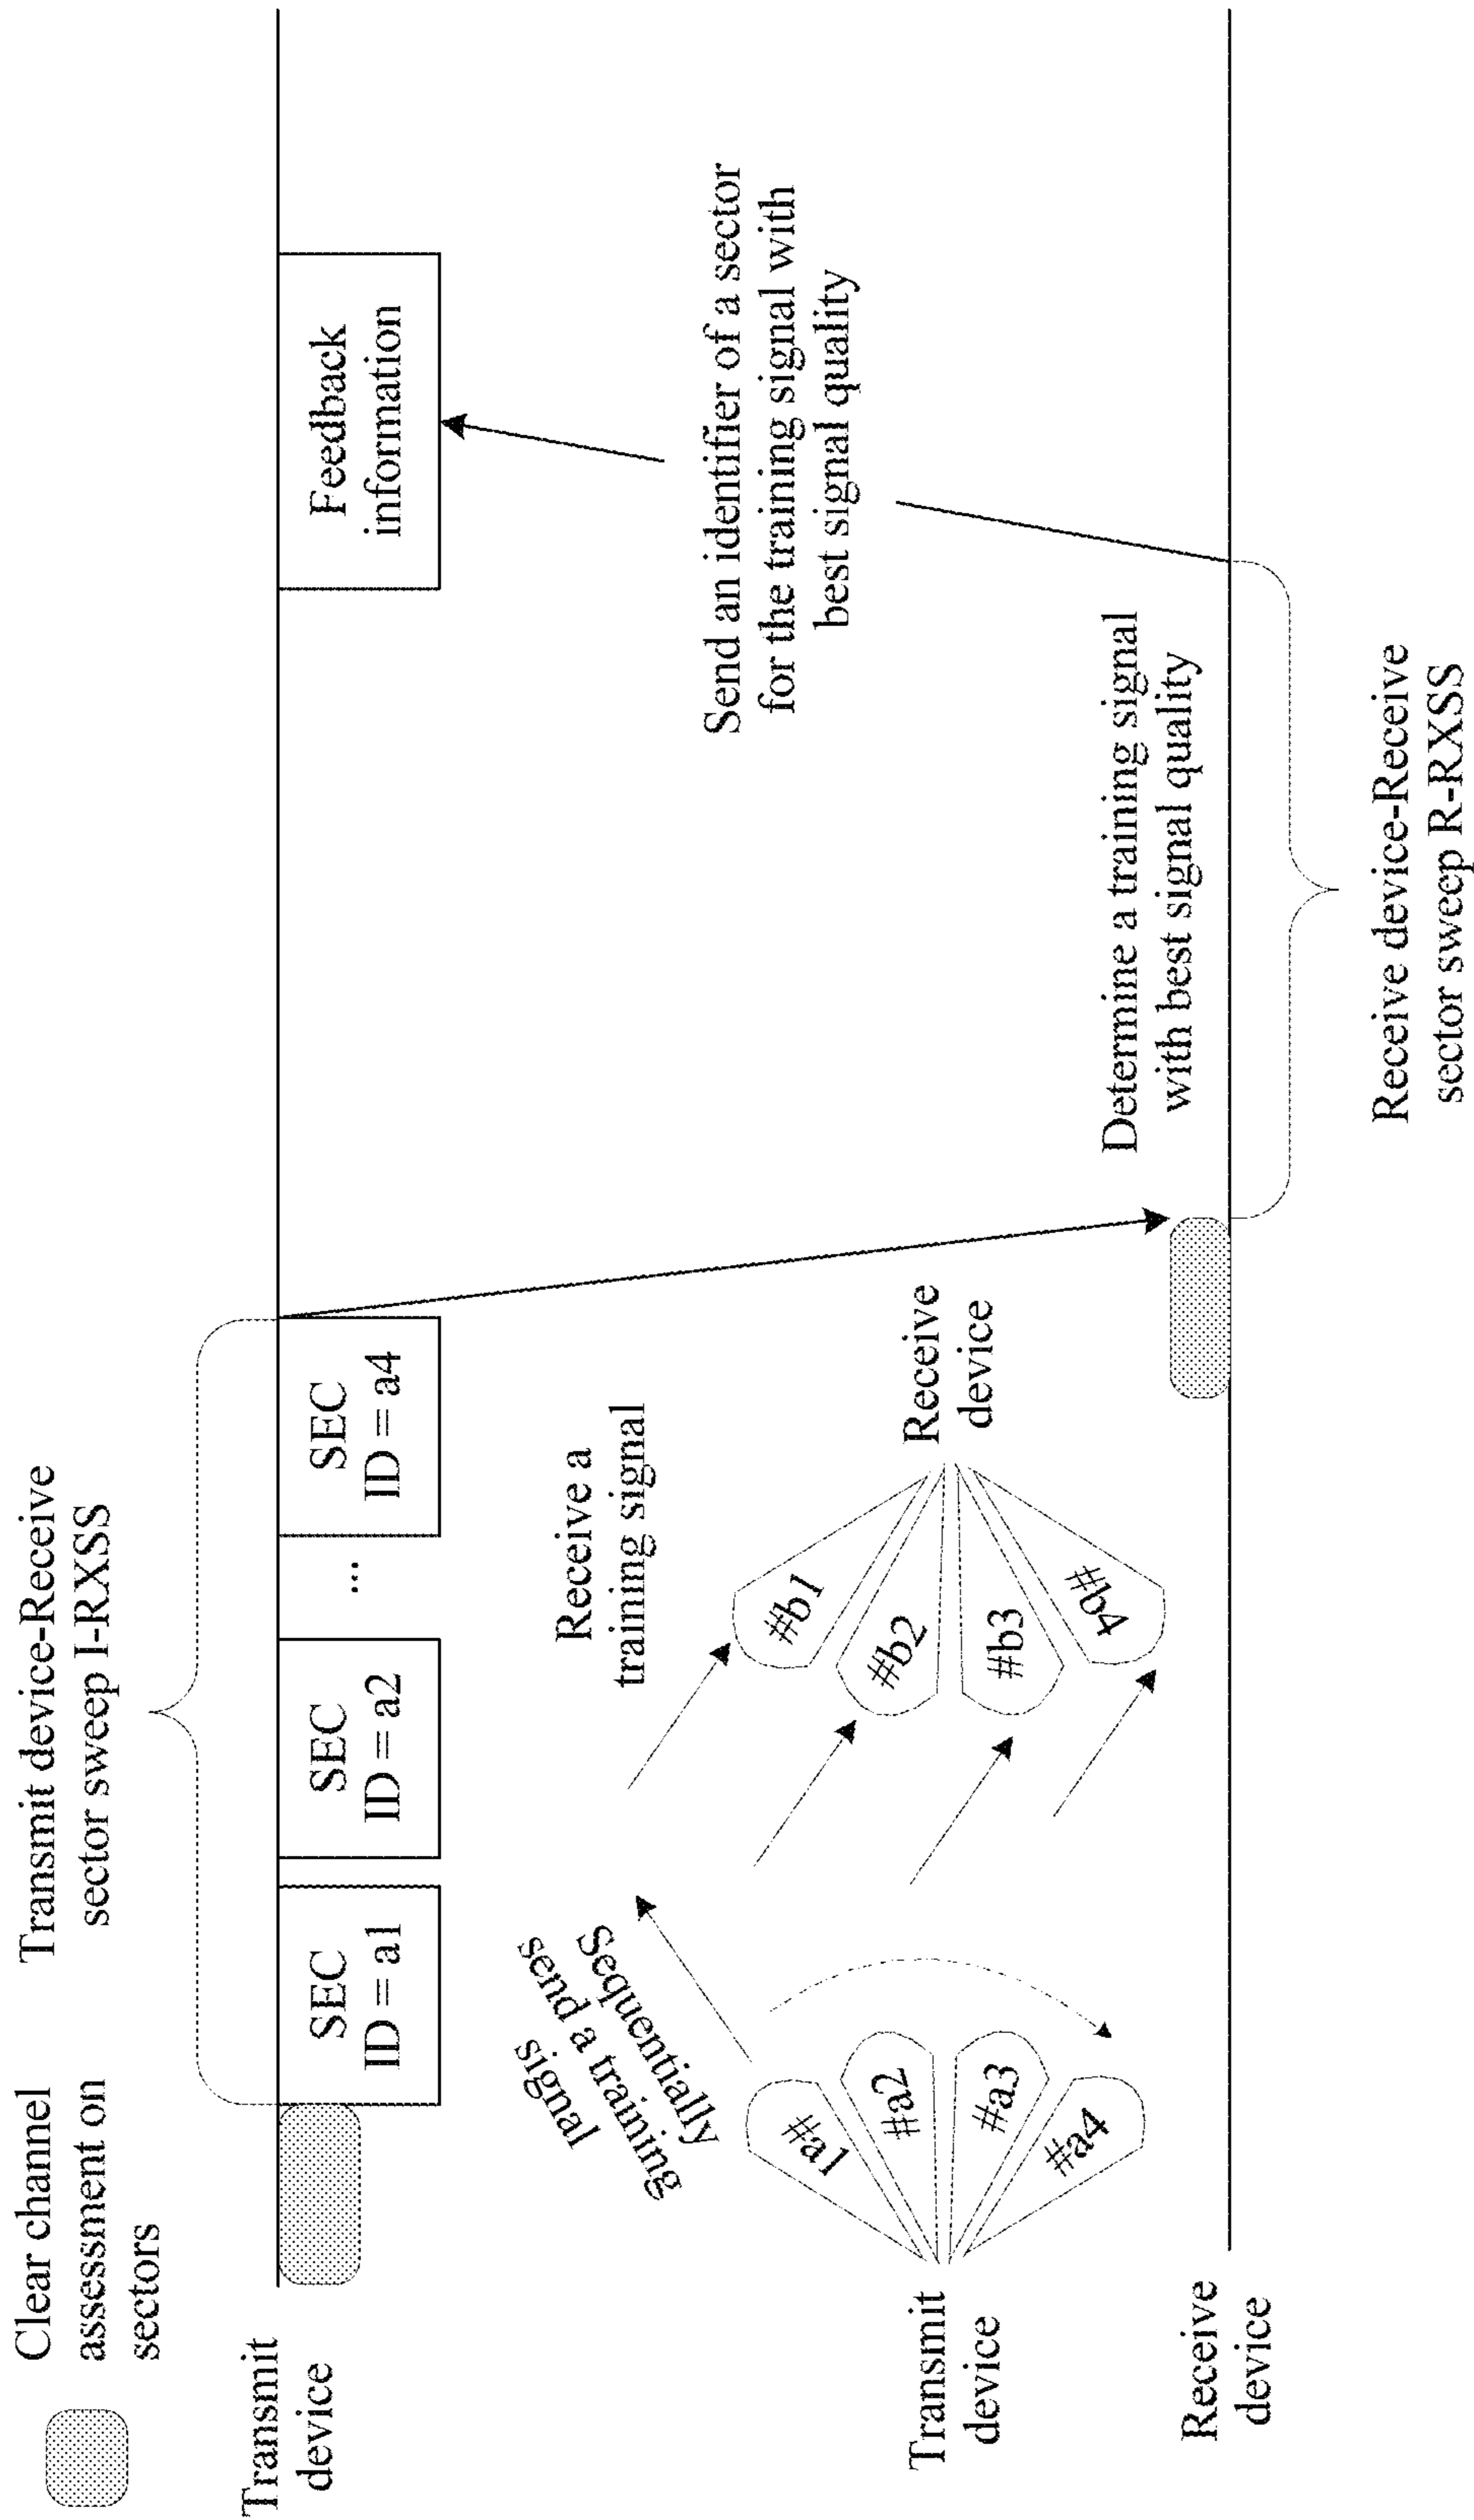 Clear channel
assessment on
sectors
Transmit device-Receive
sector sweep I-RXSS
Transmit
device
SEC
ID = a1
SEC
ID = a2
...
SEC
ID = a4
Feedback
information
Sequentially
send a training
signal
Receive a
training signal
Send an identifier of a sector
for the training signal with
best signal quality
Transmit
device
#a1
#a2
#a3
#a4
#b1
#b2
#b3
#b4
Receive
device
Determine a training signal
with best signal quality
Receive
device
Receive device-Receive
sector sweep R-RXSS